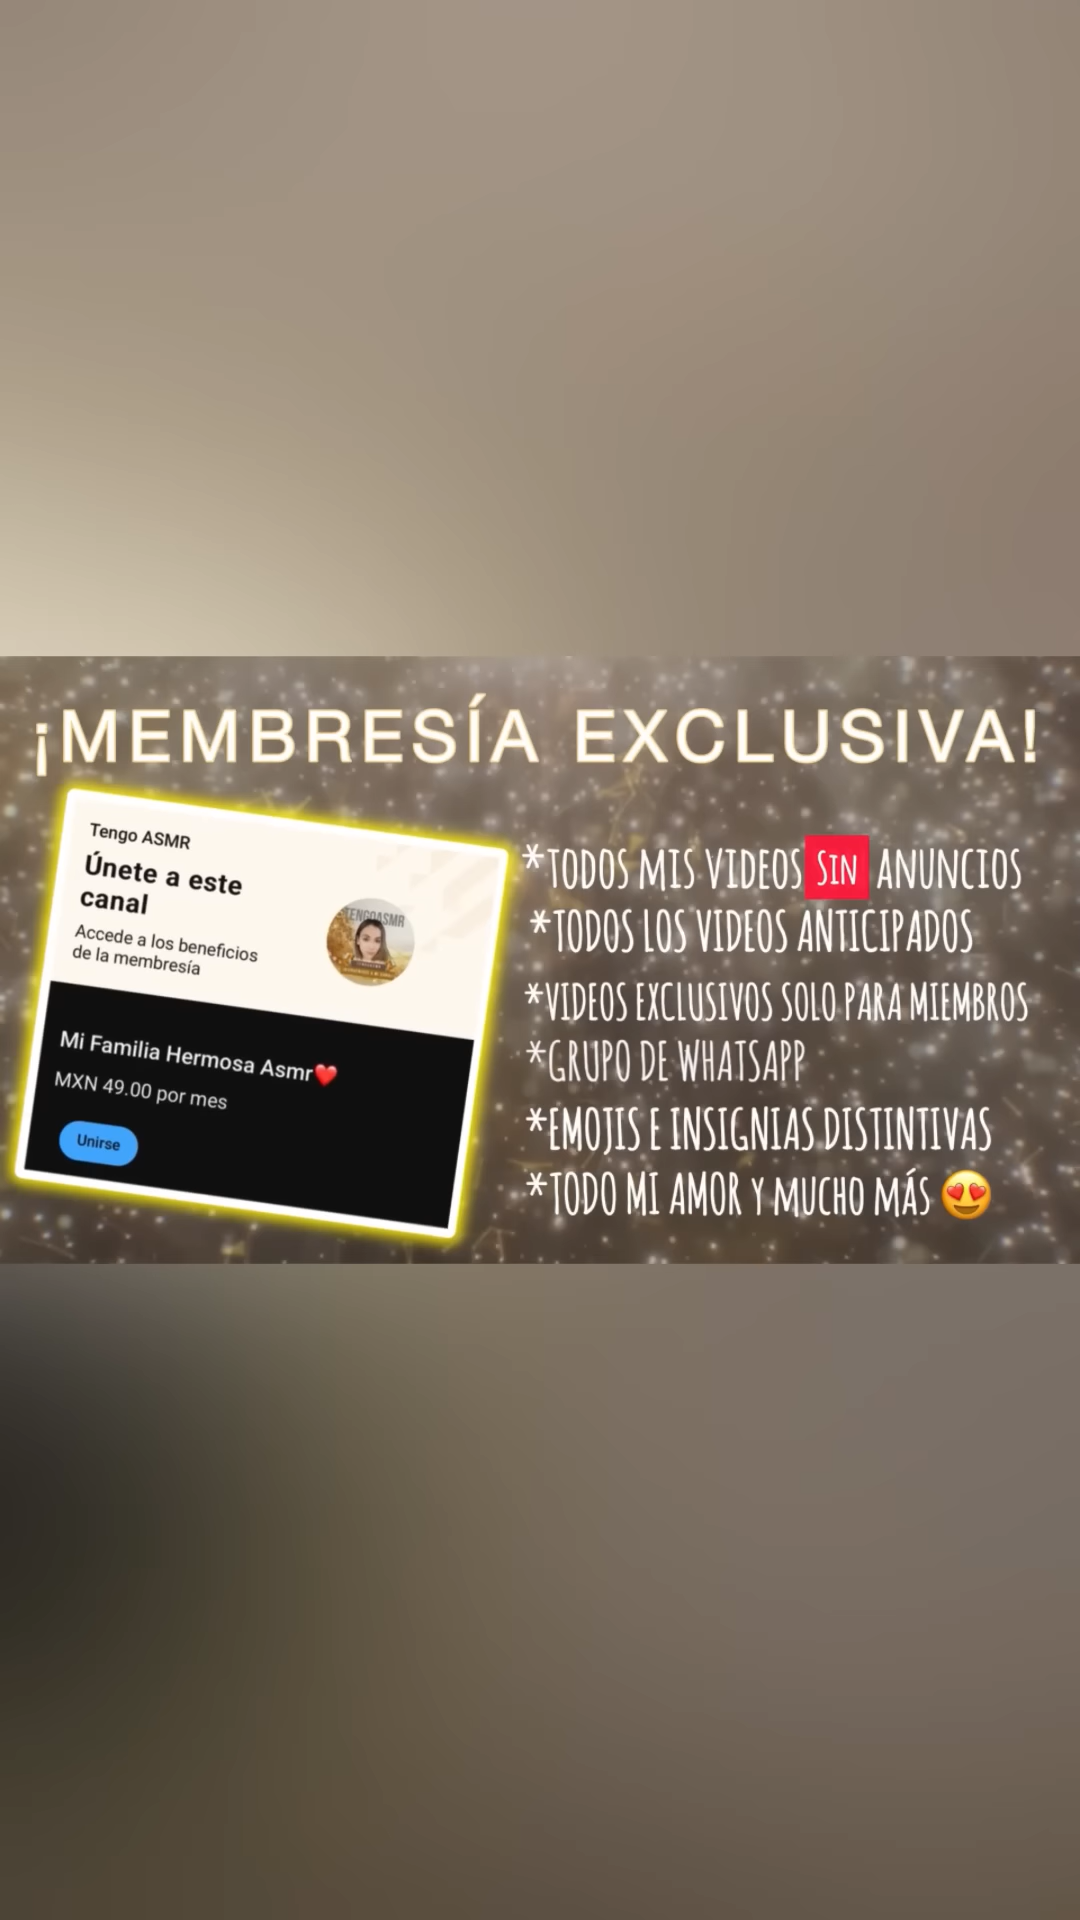 ¡MEMBRESÍA EXCLUSIVA!
Tengo ASMR
Únete a este
canal
Accede a los beneficios
de la membresía
TENGOASMR
Mi Familia Hermosa Asmr❤️
MXN 49.00 por mes
Unirse
*TODOS MIS VIDEOS SIN ANUNCIOS
*TODOS LOS VIDEOS ANTICIPADOS
*VIDEOS EXCLUSIVOS SOLO PARA MIEMBROS
*GRUPO DE WHATSAPP
*EMOJIS E INSIGNIAS DISTINTIVAS
*TODO MI AMOR Y MUCHO MÁS 😍